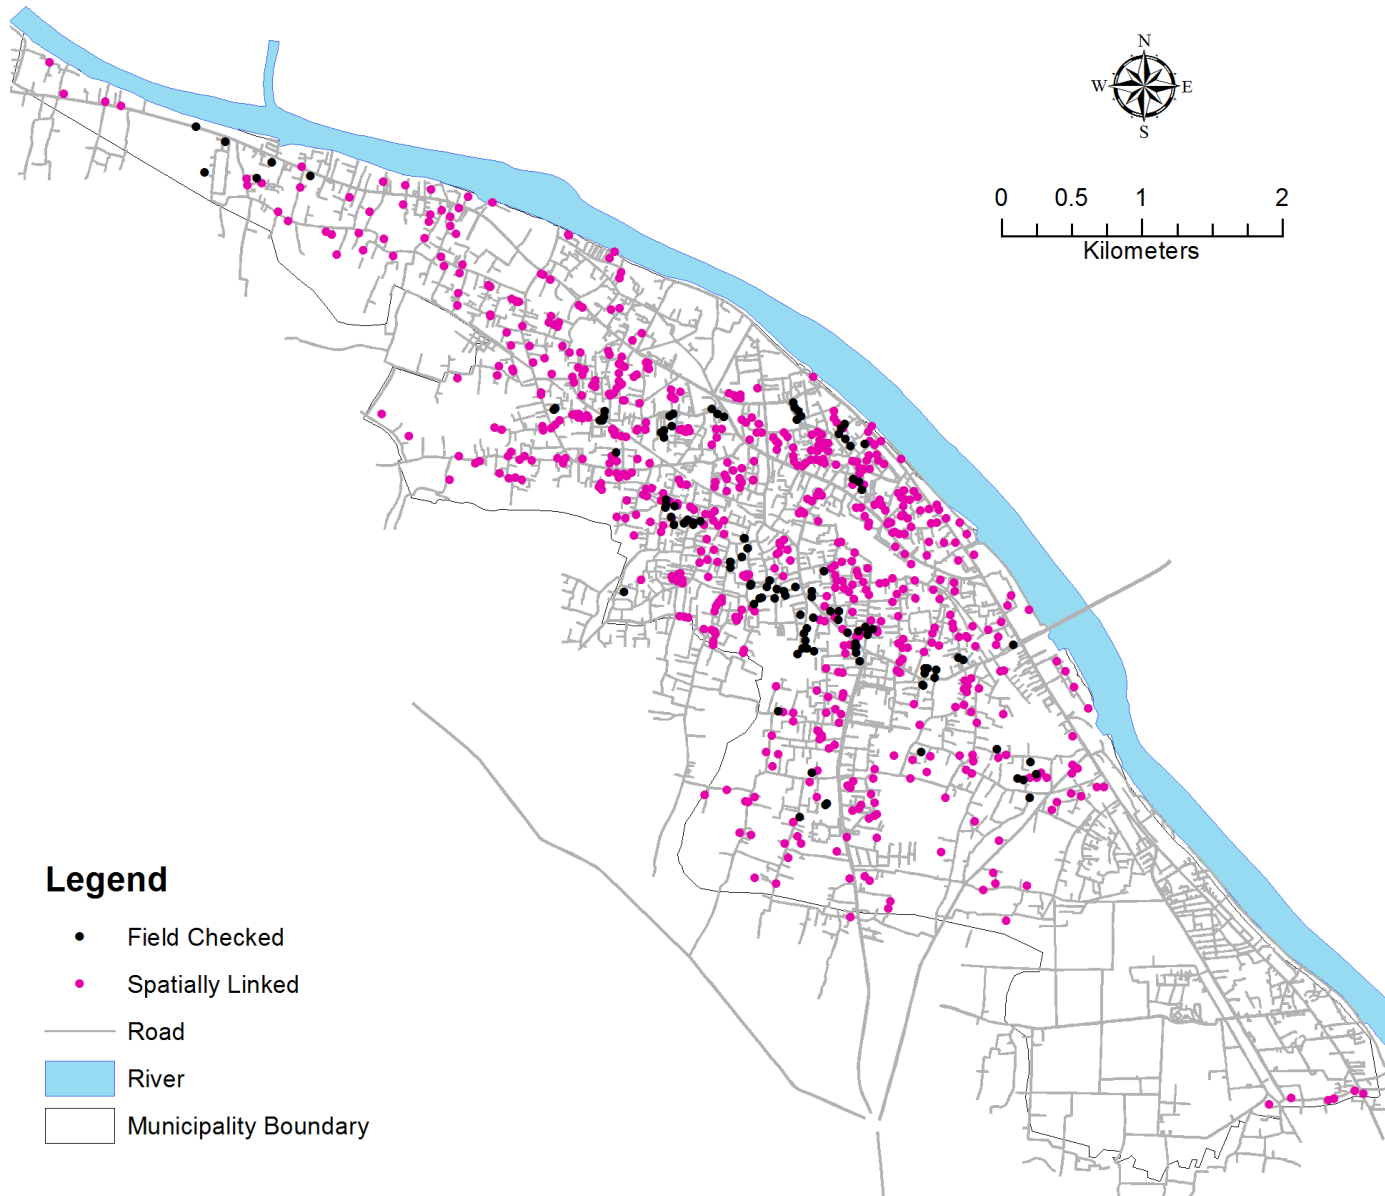 N
W E
S
0 0.5 1 2
Kilometers
Legend
Field Checked
Spatially Linked
Road
River
Municipality Boundary